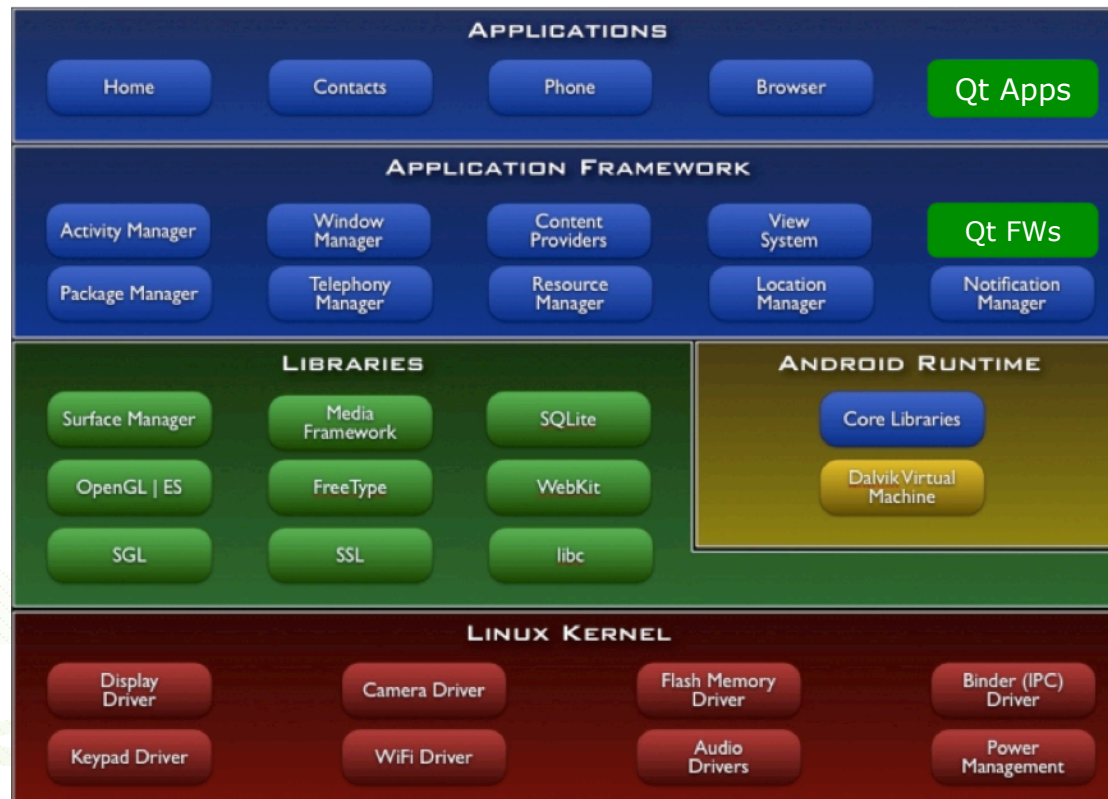 APPLICATIONS
Home
Contacts
Phone
Browser
Qt Apps
APPLICATION FRAMEWORK
Activity Manager
Window
Manager
Content
Providers
View
System
Qt FWs
Package Manager
Telephony
Manager
Resource
Manager
Location
Manager
Notification
Manager
LIBRARIES
Surface Manager
Media
Framework
SQLite
OpenGL | ES
FreeType
WebKit
SGL
SSL
libc
ANDROID RUNTIME
Core Libraries
Dalvik Virtual
Machine
LINUX KERNEL
Display
Driver
Camera Driver
Flash Memory
Driver
Binder (IPC)
Driver
Keypad Driver
WiFi Driver
Audio
Drivers
Power
Management